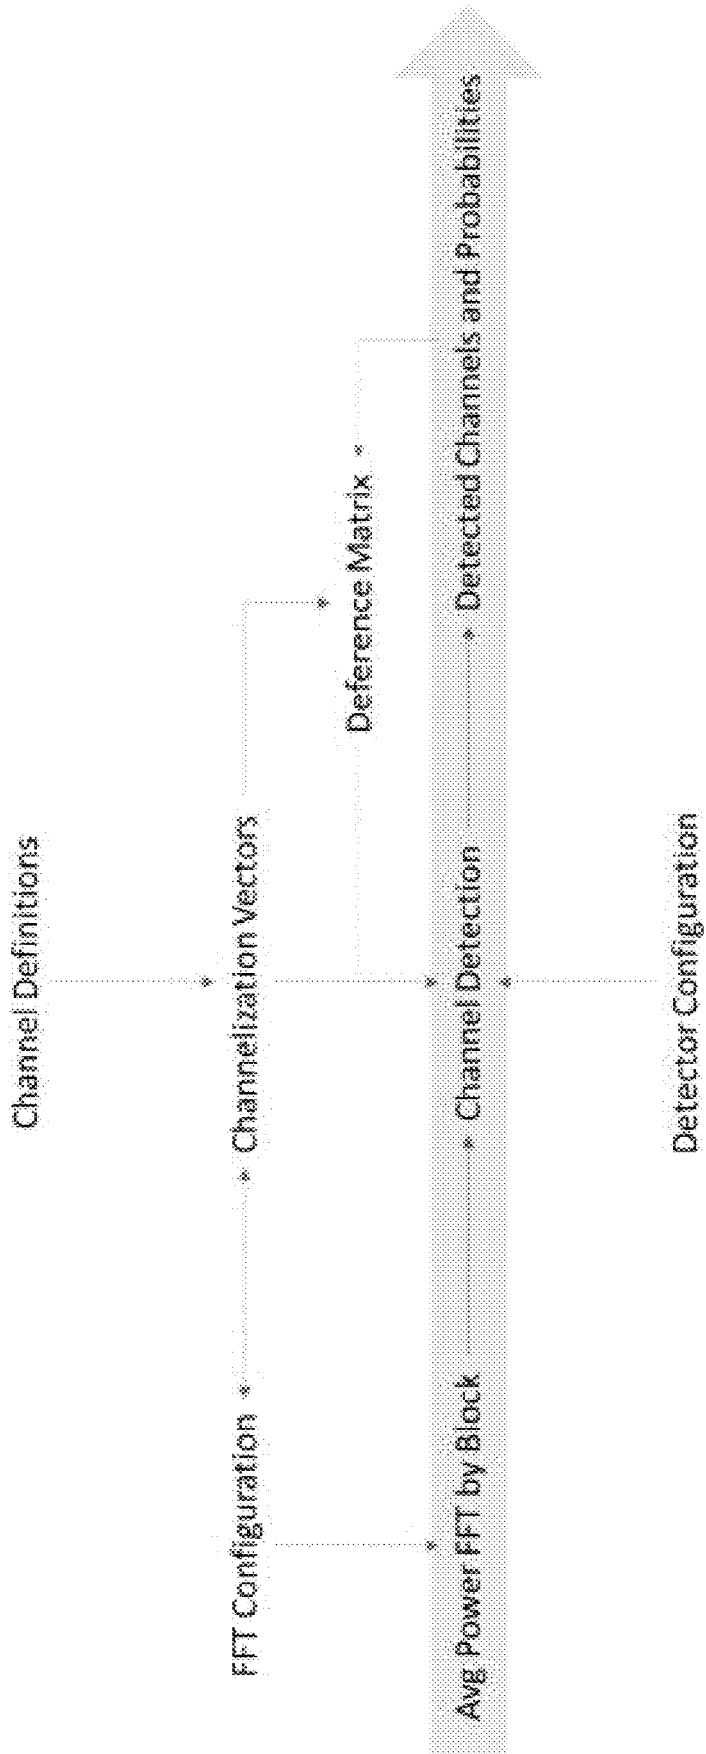 Channel Definitions
FFT Configuration
Channelization Vectors
Deference Matrix
Avg Power FFT by Block
Channel Detection
Detected Channels and Probabilities
Detector Configuration